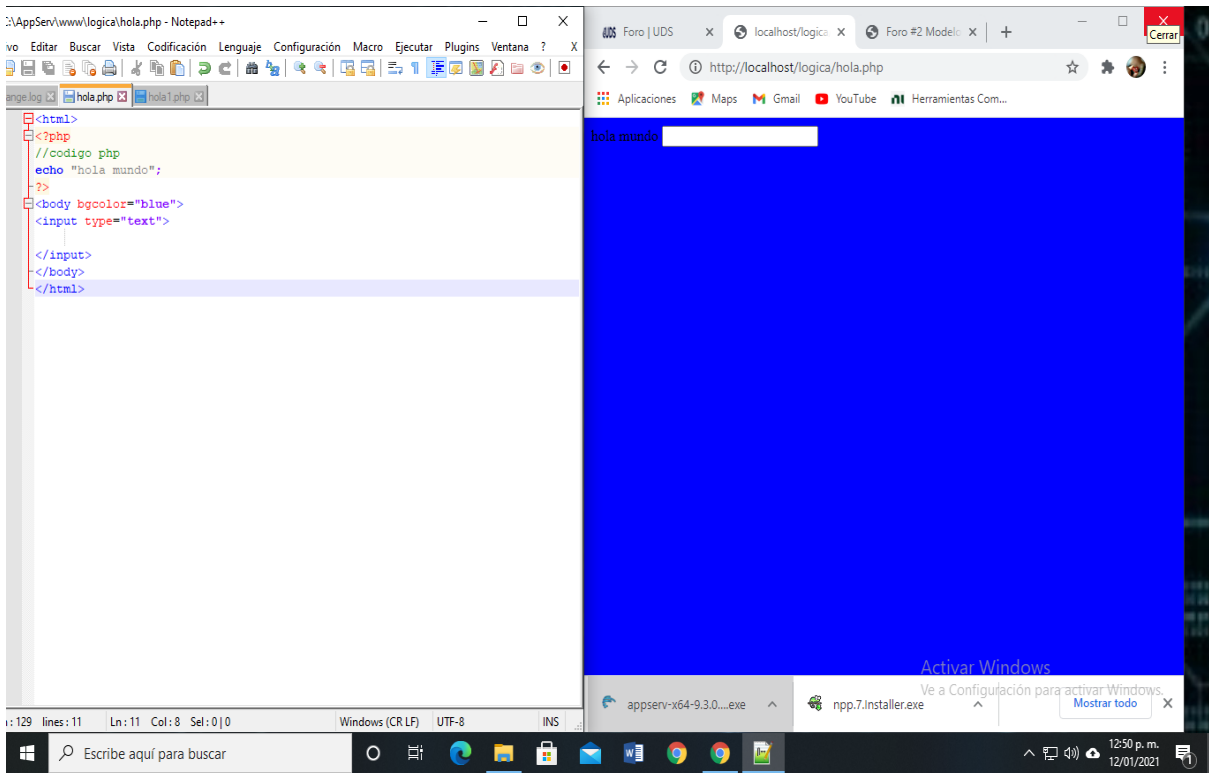 C:\AppServ\www\logica\hola.php - Notepad++
vo Editar Buscar Vista Codificación Lenguaje Configuración Macro Ejecutar Plugins Ventana ? X
ange.log hola.php hola1.php
<html>
<?php
//codigo php
echo "hola mundo";
?>
<body bgcolor="blue">
<input type="text">
</input>
</body>
</html>
: 129 lines : 11 Ln : 11 Col : 8 Sel : 0 | 0 Windows (CR LF) UTF-8 INS
UDS Foro | UDS localhost/logica Foro #2 Modelo
Cerrar
http://localhost/logica/hola.php
Aplicaciones Maps Gmail YouTube Herramientas Com...
hola mundo
Activar Windows
Ve a Configuración para activar Windows.
appserv-x64-9.3.0....exe npp.7.Installer.exe Mostrar todo
Escribe aquí para buscar
12:50 p. m.
12/01/2021
1